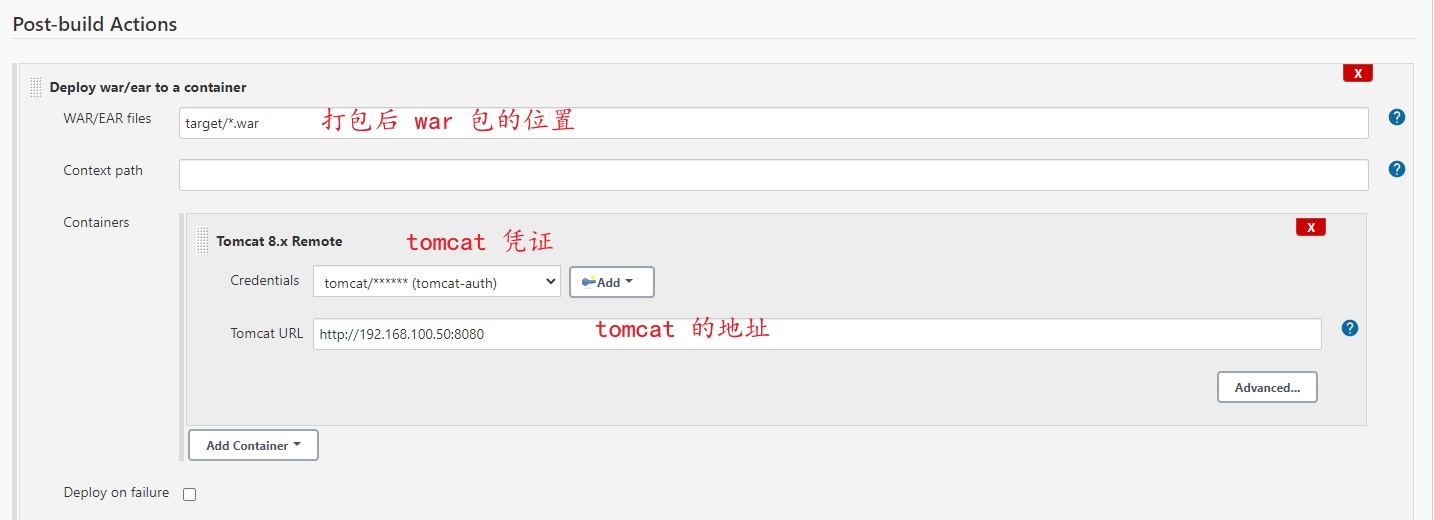 Post-build Actions
X
Deploy war/ear to a container
WAR/EAR files
target/*.war
打包后 war 包的位置
?
Context path
?
Containers
X
Tomcat 8.x Remote
tomcat 凭证
Credentials
tomcat/****** (tomcat-auth)
Add
Tomcat URL
http://192.168.100.50:8080
tomcat 的地址
?
Advanced...
Add Container
Deploy on failure